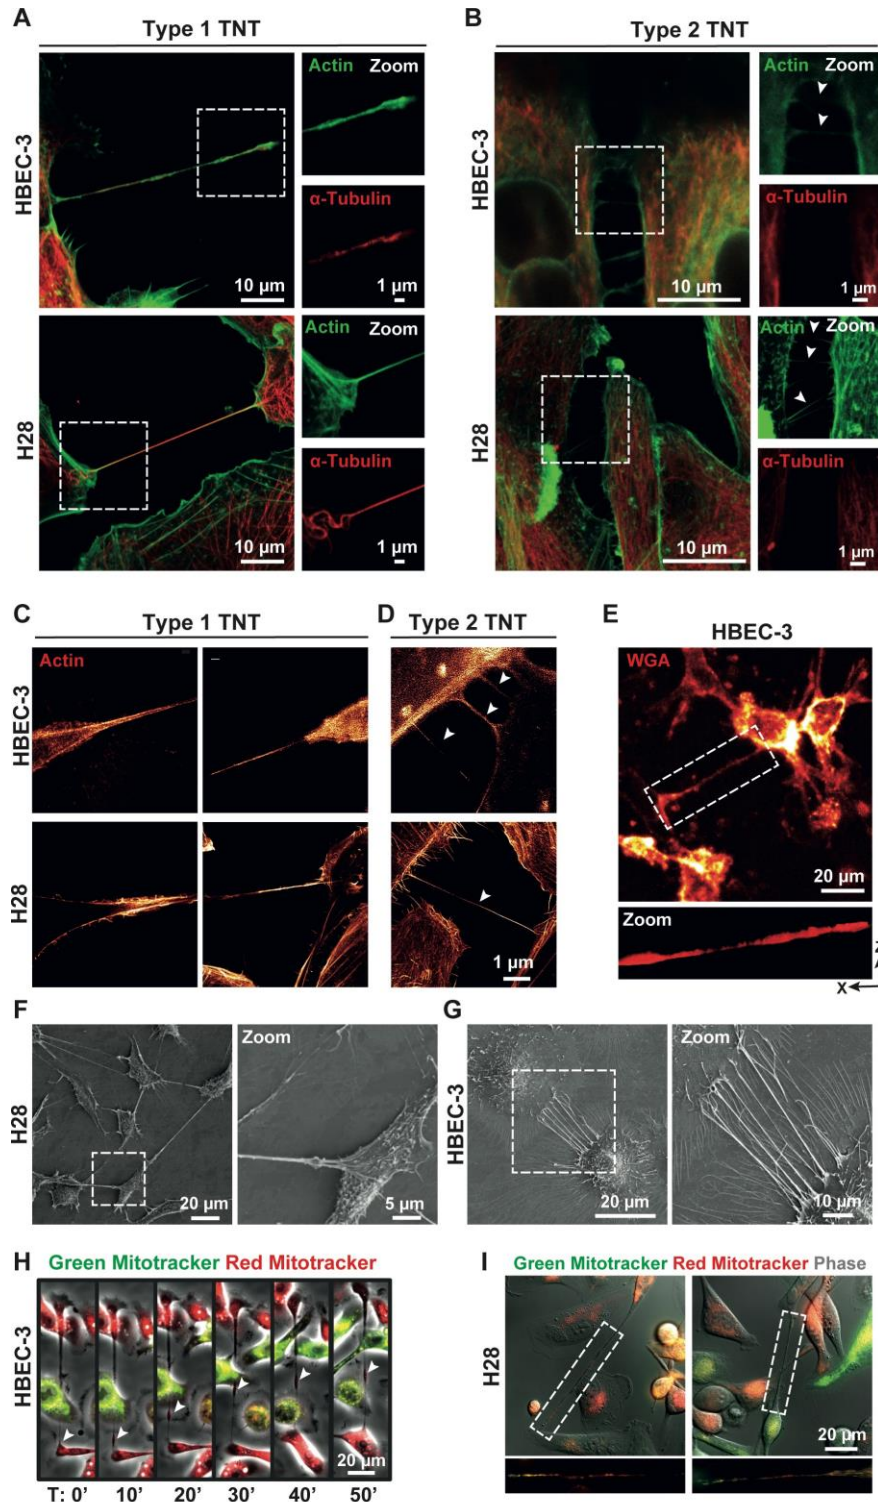 A
Type 1 TNT
HBEC-3
Actin Zoom
α-Tubulin
10 µm
1 µm
H28
Actin Zoom
α-Tubulin
10 µm
1 µm
B
Type 2 TNT
HBEC-3
Actin Zoom
α-Tubulin
10 µm
1 µm
H28
Actin Zoom
α-Tubulin
10 µm
1 µm
C
Type 1 TNT
HBEC-3
Actin
H28
D
Type 2 TNT
1 µm
E
HBEC-3
WGA
20 µm
Zoom
Z
X
F
H28
Zoom
20 µm
5 µm
G
HBEC-3
Zoom
20 µm
10 µm
H
Green Mitotracker Red Mitotracker
HBEC-3
20 µm
T: 0' 10' 20' 30' 40' 50'
I
Green Mitotracker Red Mitotracker Phase
H28
20 µm